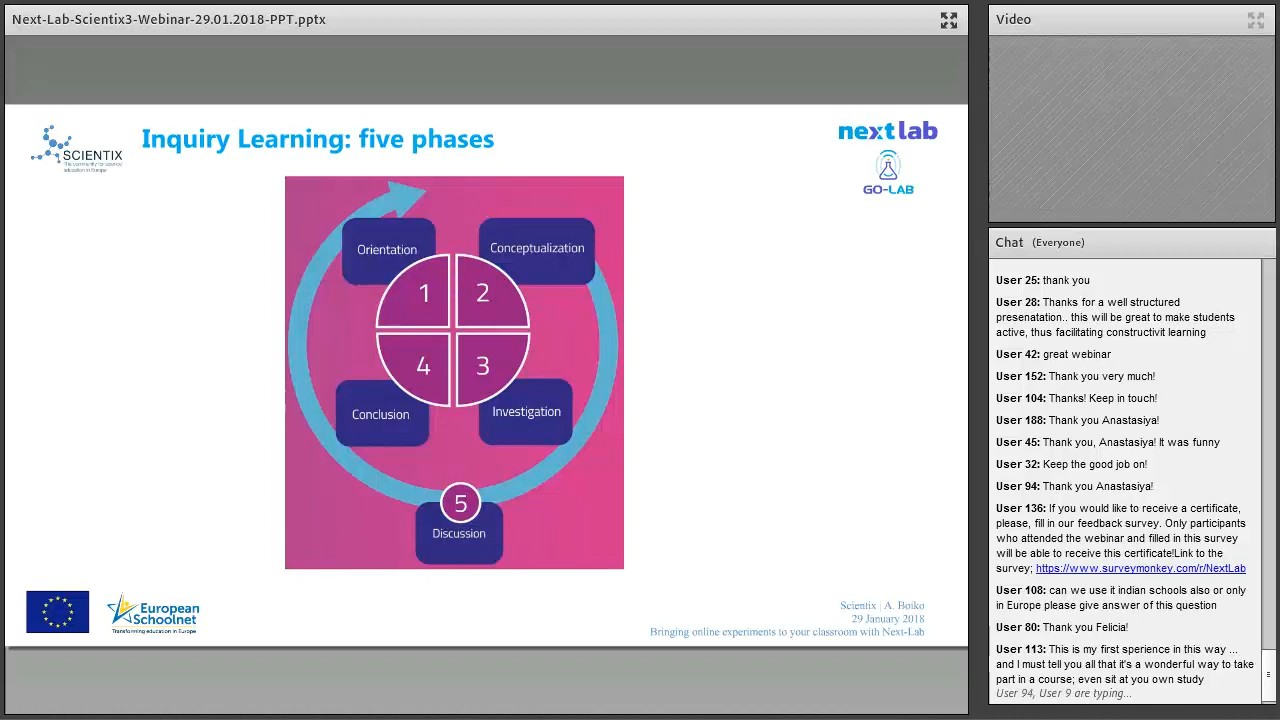 Next-Lab-Scientix3-Webinar-29.01.2018-PPT.pptx
SCIENTIX
The community for science
education in Europe
Inquiry Learning: five phases
next lab
GO-LAB
Orientation
Conceptualization
1
2
4
3
Conclusion
Investigation
5
Discussion
European
Schoolnet
Transforming education in Europe
Scientix | A. Boiko
29 January 2018
Bringing online experiments to your classroom with Next-Lab
Video
Chat (Everyone)
User 25: thank you
User 28: Thanks for a well structured
presenatation.. this will be great to make students
active, thus facilitating constructivit learning
User 42: great webinar
User 152: Thank you very much!
User 104: Thanks! Keep in touch!
User 188: Thank you Anastasiya!
User 45: Thank you, Anastasiya! It was funny
User 32: Keep the good job on!
User 94: Thank you Anastasiya!
User 136: If you would like to receive a certificate,
please, fill in our feedback survey. Only participants
who attended the webinar and filled in this survey
will be able to receive this certificate!Link to the
survey; https://www.surveymonkey.com/r/NextLab
User 108: can we use it indian schools also or only
in Europe please give answer of this question
User 80: Thank you Felicia!
User 113: This is my first sperience in this way ...
and I must tell you all that it's a wonderful way to take
part in a course; even sit at you own study
User 94, User 9 are typing...